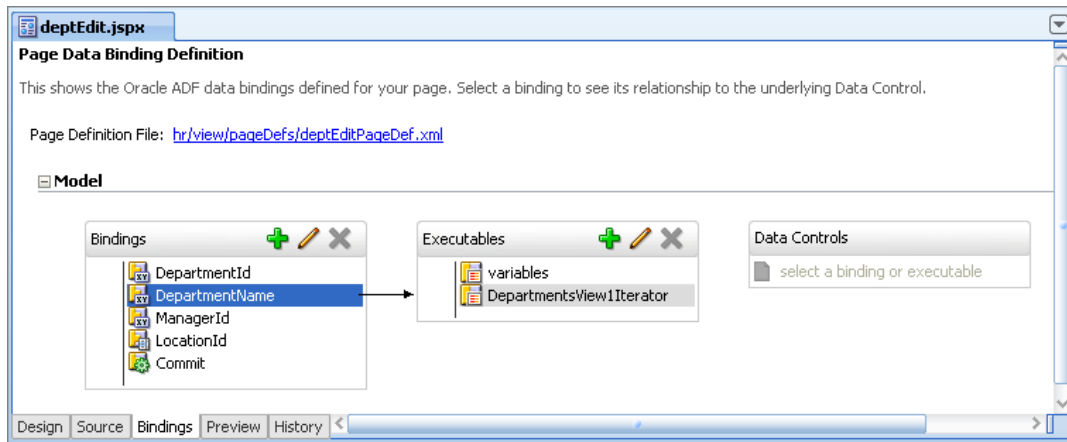 deptEdit.jspx
Page Data Binding Definition
This shows the Oracle ADF data bindings defined for your page. Select a binding to see its relationship to the underlying Data Control.
Page Definition File: hr/view/pageDefs/deptEditPageDef.xml
Model
Bindings
DepartmentId
DepartmentName
ManagerId
LocationId
Commit
Executables
variables
DepartmentsView1Iterator
Data Controls
select a binding or executable
Design Source Bindings Preview History